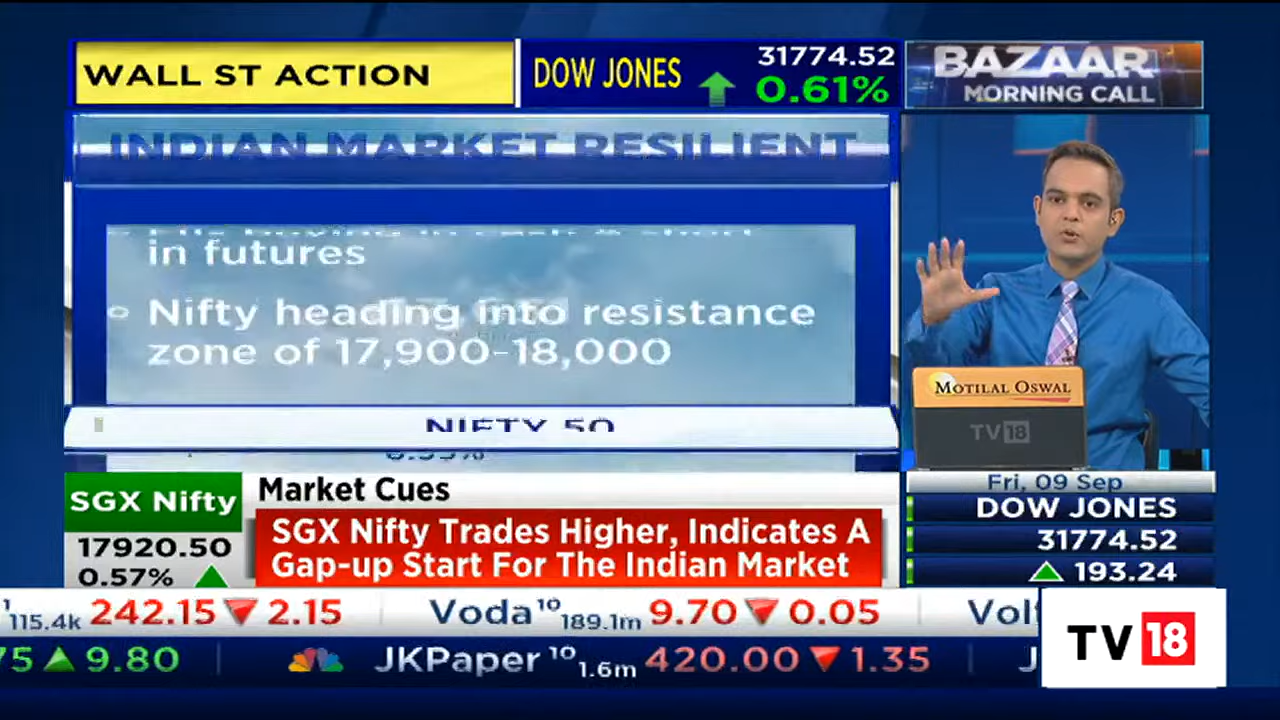 WALL ST ACTION
DOW JONES
31774.52
0.61%
BAZAAR
MORNING CALL
INDIAN MARKET RESILIENT
in futures
Nifty heading into resistance
zone of 17,900-18,000
NIFTY 50
MOTILAL OSWAL
TV18
SGX Nifty
17920.50
0.57%
Market Cues
SGX Nifty Trades Higher, Indicates A
Gap-up Start For The Indian Market
Fri, 09 Sep
DOW JONES
31774.52
193.24
115.4k 242.15 2.15 Voda 10 189.1m 9.70 0.05
5 9.80 JKPaper 10 1.6m 420.00 1.35 J
TV18